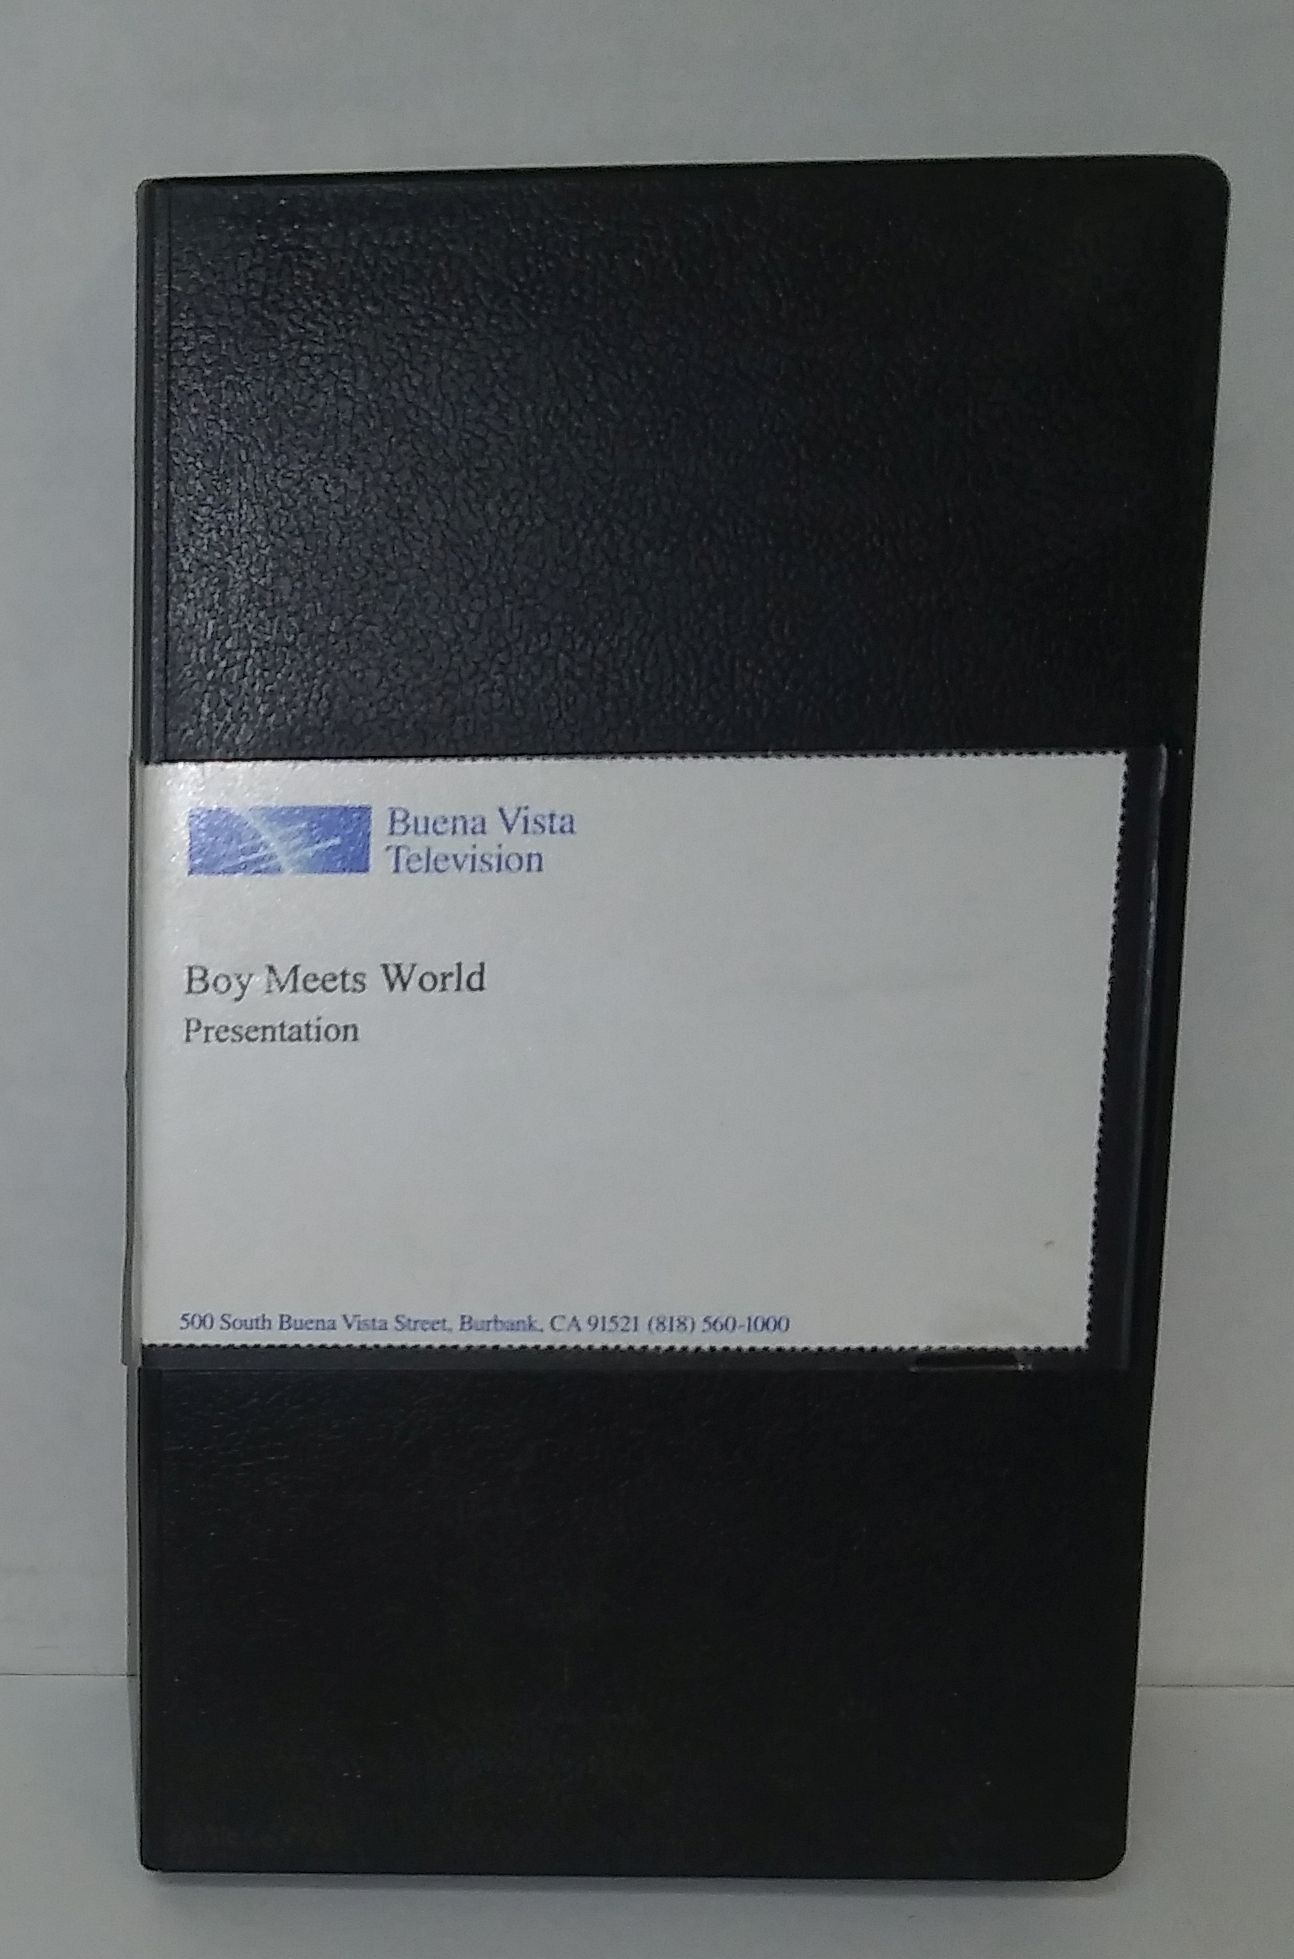 Buena Vista
Television
Boy Meets World
Presentation
500 South Buena Vista Street, Burbank, CA 91521 (818) 560-1000